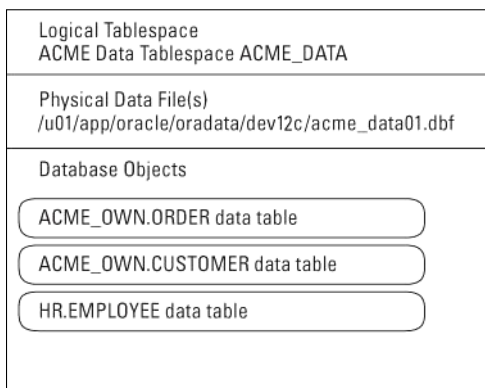 Logical Tablespace
ACME Data Tablespace ACME_DATA
Physical Data File(s)
/u01/app/oracle/oradata/dev12c/acme_data01.dbf
Database Objects
ACME_OWN.ORDER data table
ACME_OWN.CUSTOMER data table
HR.EMPLOYEE data table